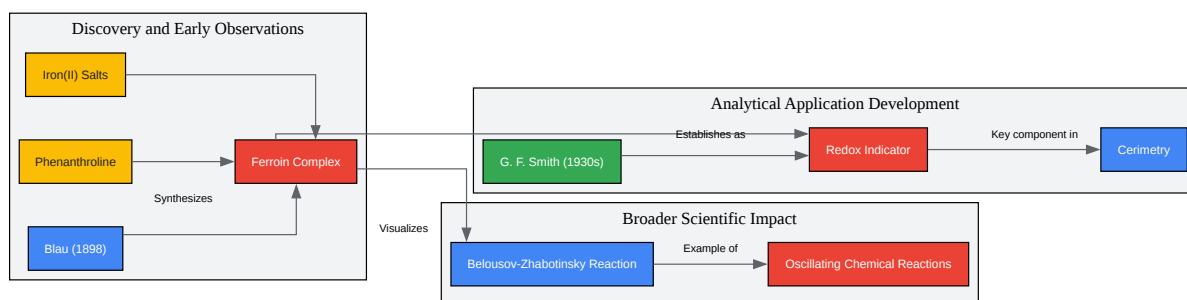 Discovery and Early Observations
Iron(II) Salts
Phenanthroline
Ferroin Complex
Synthesizes
Blau (1898)
Visualizes
Analytical Application Development
Establishes as
G. F. Smith (1930s)
Redox Indicator
Key component in
Cerimetry
Broader Scientific Impact
Belousov-Zhabotinsky Reaction
Example of
Oscillating Chemical Reactions